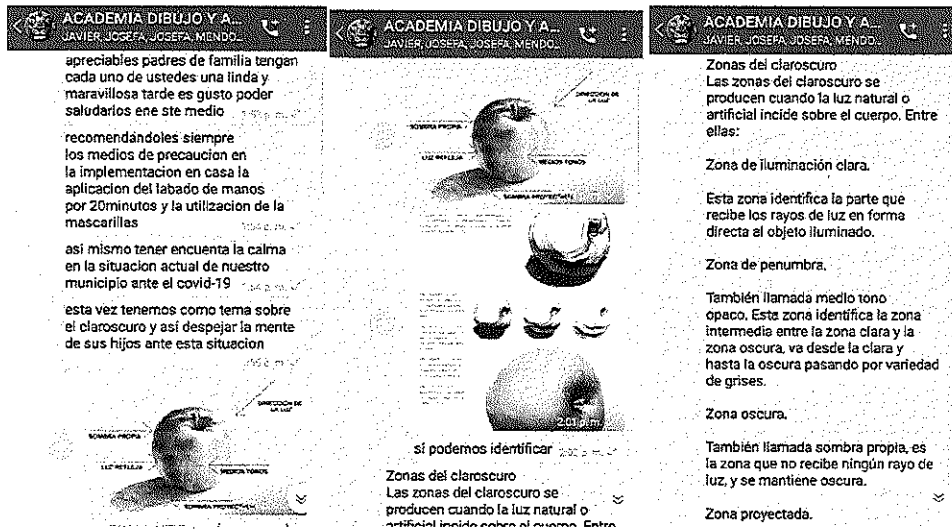 ACADEMIA DIBUJO Y A...
JAVIER, JOSEFA, JOSEFA, MENDO...
apreciables padres de familia tengan
cada uno de ustedes una linda y
maravillosa tarde es gusto poder
saludarlos ene ste medio
recomendandoles siempre
los medios de precaucion en
la implementacion en casa la
aplicacion del labado de manos
por 20minutos y la utilizacion de la
mascarillas
asi mismo tener encuenta la calma
en la situacion actual de nuestro
municipio ante el covid-19
esta vez tenemos como tema sobre
el claroscuro y así despejar la mente
de sus hijos ante esta situacion
DIRECCION DE
LA LUZ
SOMBRA PROPIA
LUZ REFLEJA
MEDIOS TONOS
SOMBRA PROYECTADA
ACADEMIA DIBUJO Y A...
JAVIER, JOSEFA, JOSEFA, MENDO...
DIRECCION DE
LA LUZ
SOMBRA PROPIA
LUZ REFLEJA
MEDIOS TONOS
SOMBRA PROYECTADA
2:01 p.m.
sí podemos identificar
Zonas del claroscuro
Las zonas del claroscuro se
producen cuando la luz natural o
artificial incide sobre el cuerpo. Entre
ACADEMIA DIBUJO Y A...
JAVIER, JOSEFA, JOSEFA, MENDO...
Zonas del claroscuro
Las zonas del claroscuro se
producen cuando la luz natural o
artificial incide sobre el cuerpo. Entre
ellas:
Zona de iluminación clara.
Esta zona identifica la parte que
recibe los rayos de luz en forma
directa al objeto iluminado.
Zona de penumbra.
También llamada medio tono
opaco. Esta zona identifica la zona
intermedia entre la zona clara y la
zona oscura, va desde la clara y
hasta la oscura pasando por variedad
de grises.
Zona oscura.
También llamada sombra propia, es
la zona que no recibe ningún rayo de
luz, y se mantiene oscura.
Zona proyectada.